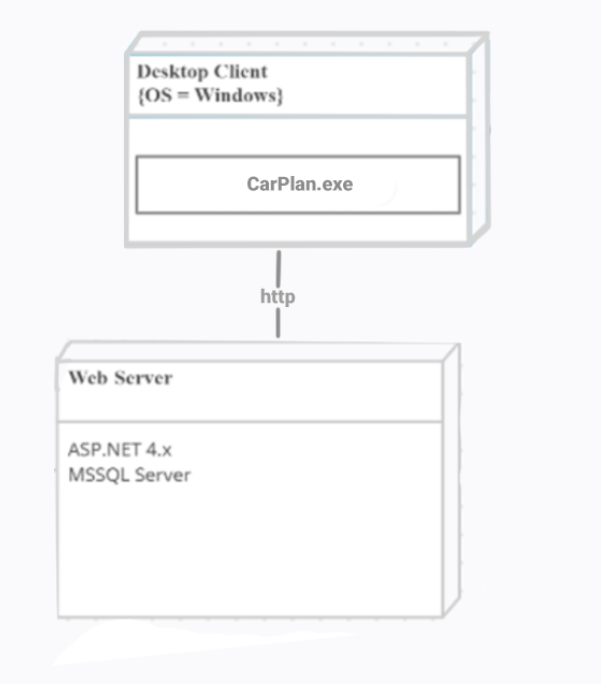 Desktop Client
{OS = Windows}
CarPlan.exe
http
Web Server
ASP.NET 4.x
MSSQL Server